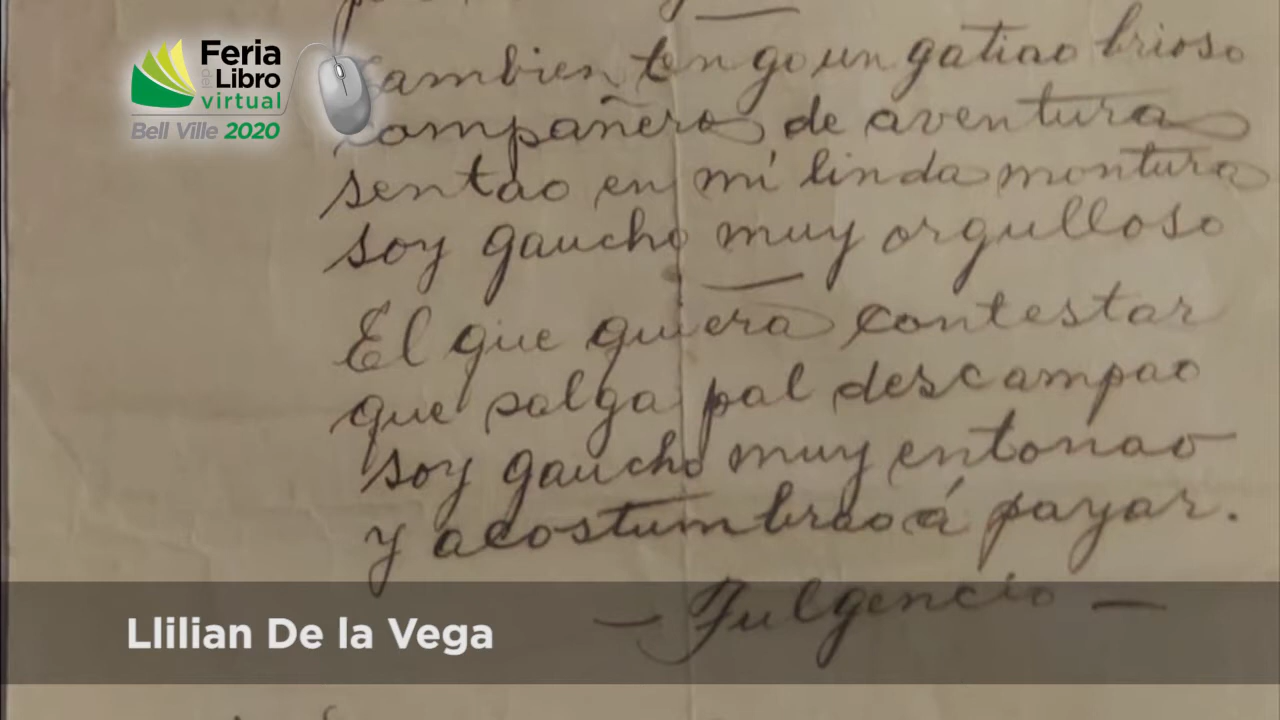 Feria
DEL Libro
virtual
Bell Ville 2020
Tambien tengo un gatiao brioso
compañero de aventura
sentao en mi linda montura
soy gaucho muy orgulloso
El que quiera contestar
que salga pal descampao
soy gaucho muy entonao
y acostumbrao á payar.
— Fulgencio —
Llilian De la Vega